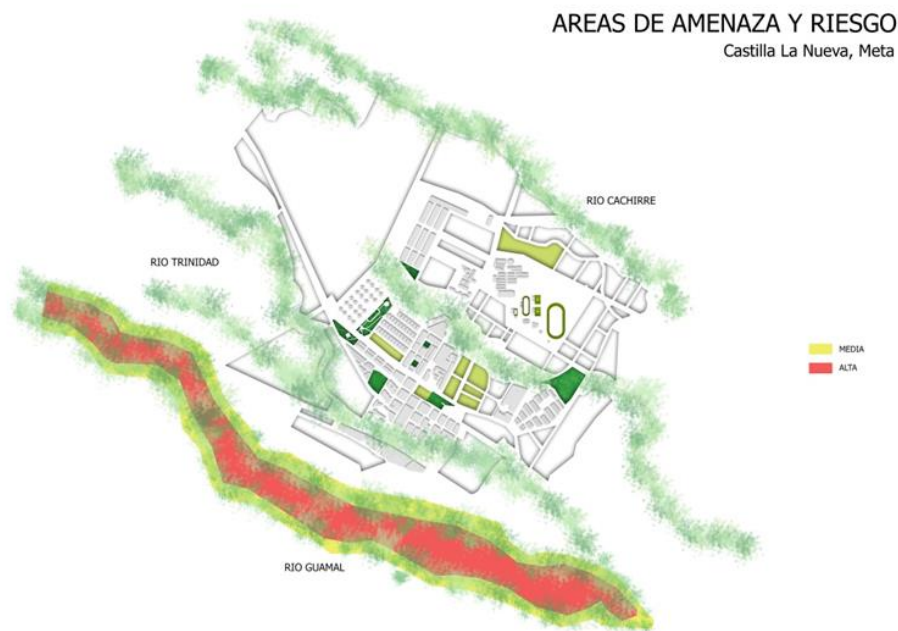 AREAS DE AMENAZA Y RIESGO
Castilla La Nueva, Meta
RIO CACHIRRE
RIO TRINIDAD
MEDIA
ALTA
RIO GUAMAL